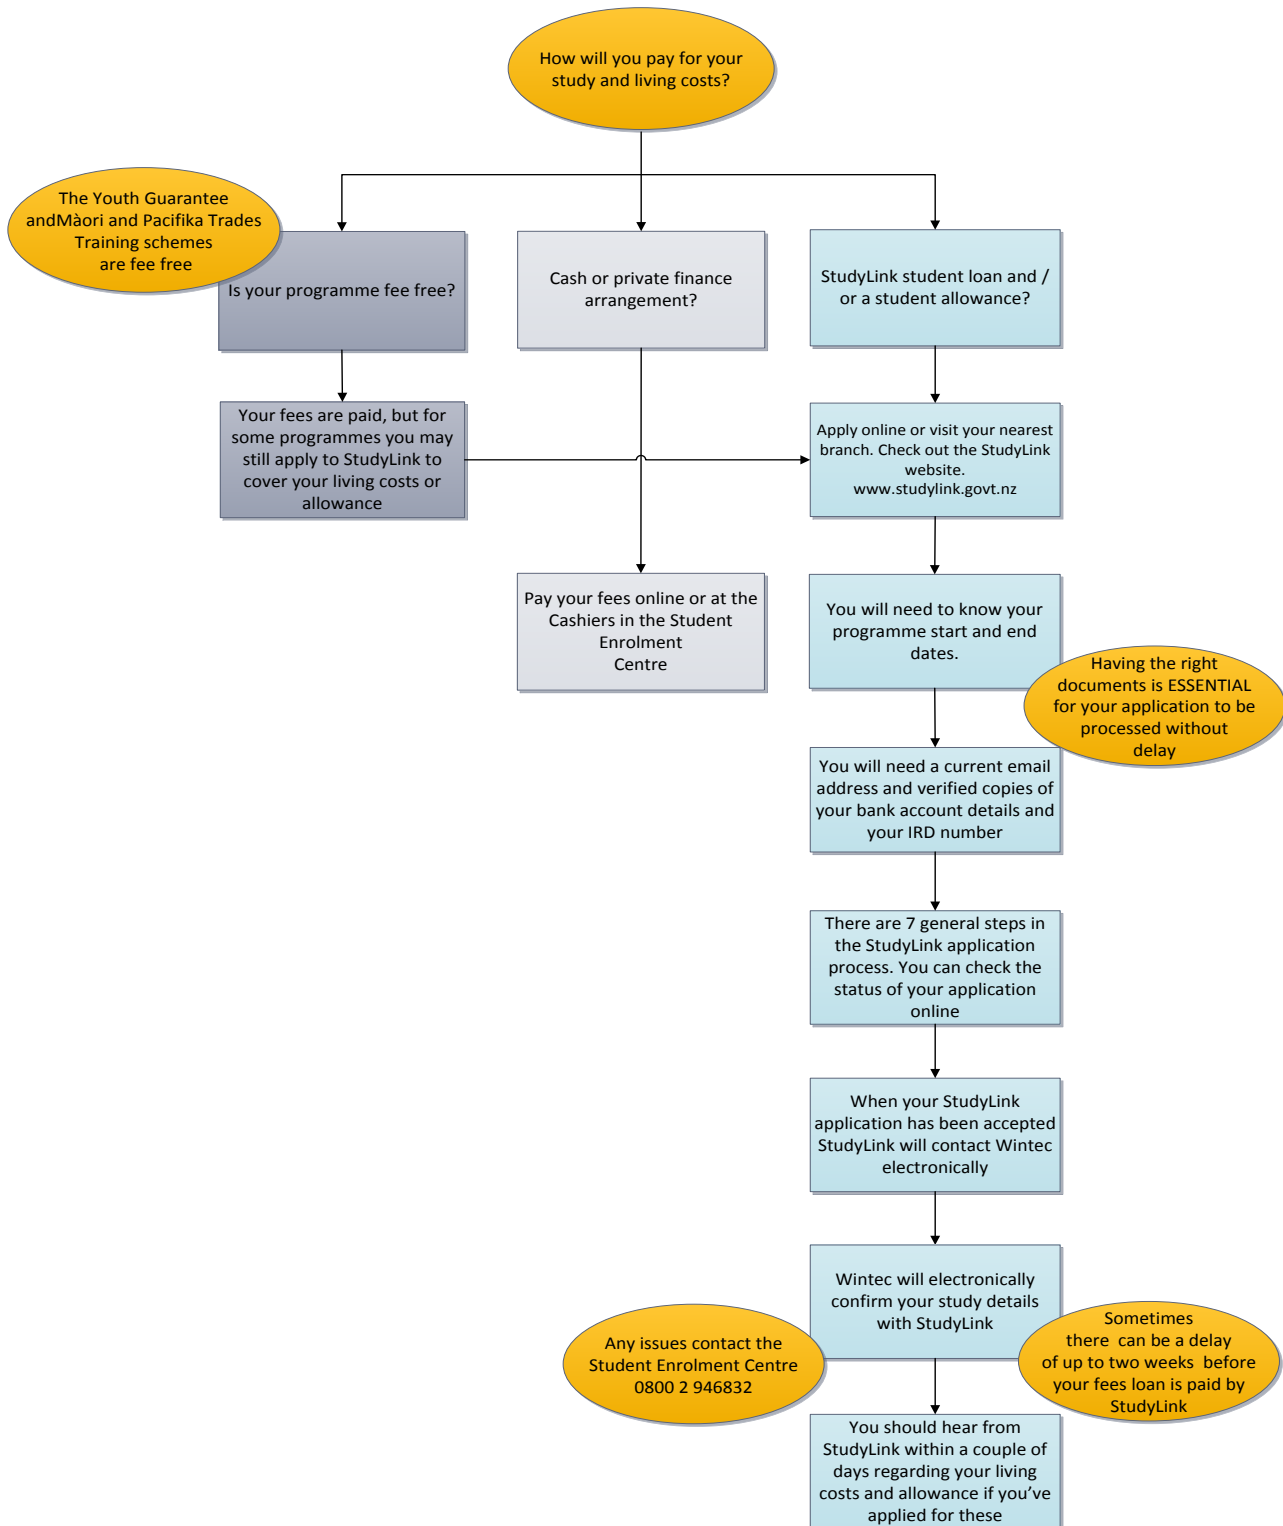 How will you pay for your
study and living costs?
The Youth Guarantee
andMàori and Pacifika Trades
Training schemes
are fee free
Is your programme fee free?
Cash or private finance
arrangement?
StudyLink student loan and /
or a student allowance?
Your fees are paid, but for
some programmes you may
still apply to StudyLink to
cover your living costs or
allowance
Apply online or visit your nearest
branch. Check out the StudyLink
website.
www.studylink.govt.nz
Pay your fees online or at the
Cashiers in the Student
Enrolment
Centre
You will need to know your
programme start and end
dates.
Having the right
documents is ESSENTIAL
for your application to be
processed without
delay
You will need a current email
address and verified copies of
your bank account details and
your IRD number
There are 7 general steps in
the StudyLink application
process. You can check the
status of your application
online
When your StudyLink
application has been accepted
StudyLink will contact Wintec
electronically
Wintec will electronically
confirm your study details
with StudyLink
Any issues contact the
Student Enrolment Centre
0800 2 946832
Sometimes
there can be a delay
of up to two weeks before
your fees loan is paid by
StudyLink
You should hear from
StudyLink within a couple of
days regarding your living
costs and allowance if you’ve
applied for these